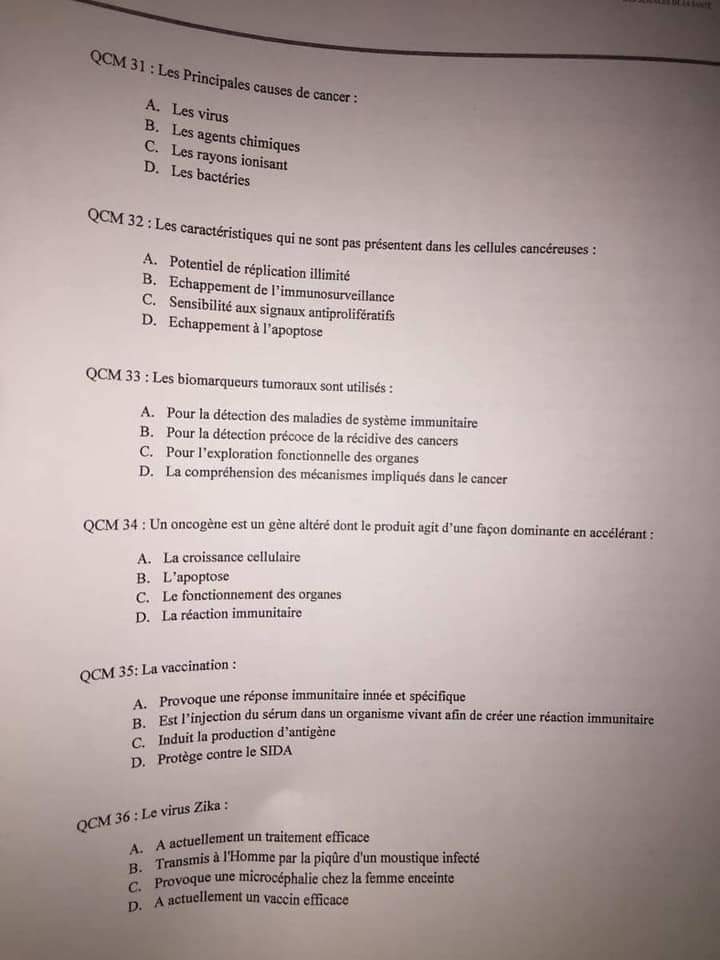 DE LA SANTÉ
QCM 31 : Les Principales causes de cancer :
A. Les virus
B. Les agents chimiques
C. Les rayons ionisant
D. Les bactéries
QCM 32 : Les caractéristiques qui ne sont pas présentent dans les cellules cancéreuses :
A. Potentiel de réplication illimité
B. Echappement de l'immunosurveillance
C. Sensibilité aux signaux antiprolifératifs
D. Echappement à l'apoptose
QCM 33 : Les biomarqueurs tumoraux sont utilisés :
A. Pour la détection des maladies de système immunitaire
B. Pour la détection précoce de la récidive des cancers
C. Pour l'exploration fonctionnelle des organes
D. La compréhension des mécanismes impliqués dans le cancer
QCM 34 : Un oncogène est un gène altéré dont le produit agit d'une façon dominante en accélérant :
A. La croissance cellulaire
B. L'apoptose
C. Le fonctionnement des organes
D. La réaction immunitaire
QCM 35: La vaccination :
A. Provoque une réponse immunitaire innée et spécifique
B. Est l'injection du sérum dans un organisme vivant afin de créer une réaction immunitaire
C. Induit la production d'antigène
D. Protège contre le SIDA
QCM 36 : Le virus Zika :
A. A actuellement un traitement efficace
B. Transmis à l'Homme par la piqûre d'un moustique infecté
C. Provoque une microcéphalie chez la femme enceinte
D. A actuellement un vaccin efficace